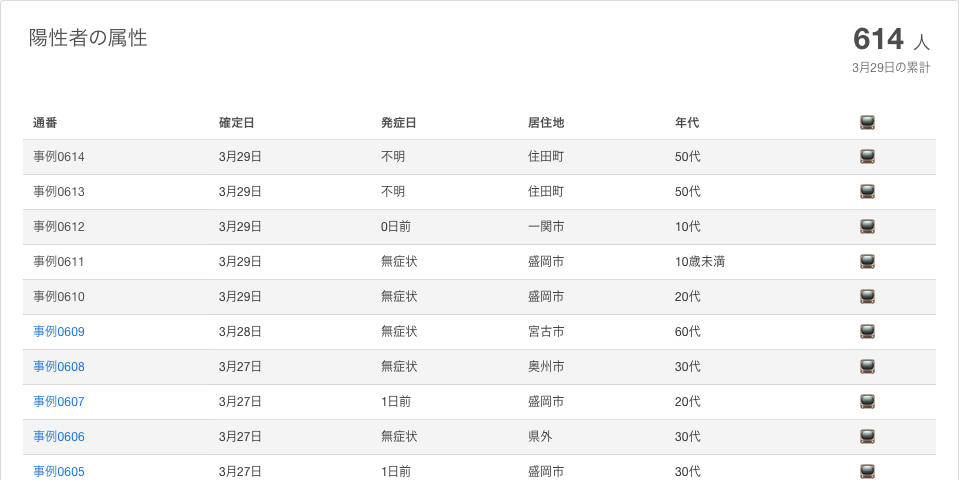 陽性者の属性
614 人
3月29日の累計
通番 確定日 発症日 居住地 年代
事例0614 3月29日 不明 住田町 50代
事例0613 3月29日 不明 住田町 50代
事例0612 3月29日 0日前 一関市 10代
事例0611 3月29日 無症状 盛岡市 10歳未満
事例0610 3月29日 無症状 盛岡市 20代
事例0609 3月28日 無症状 宮古市 60代
事例0608 3月27日 無症状 奥州市 30代
事例0607 3月27日 1日前 盛岡市 20代
事例0606 3月27日 無症状 県外 30代
事例0605 3月27日 1日前 盛岡市 30代